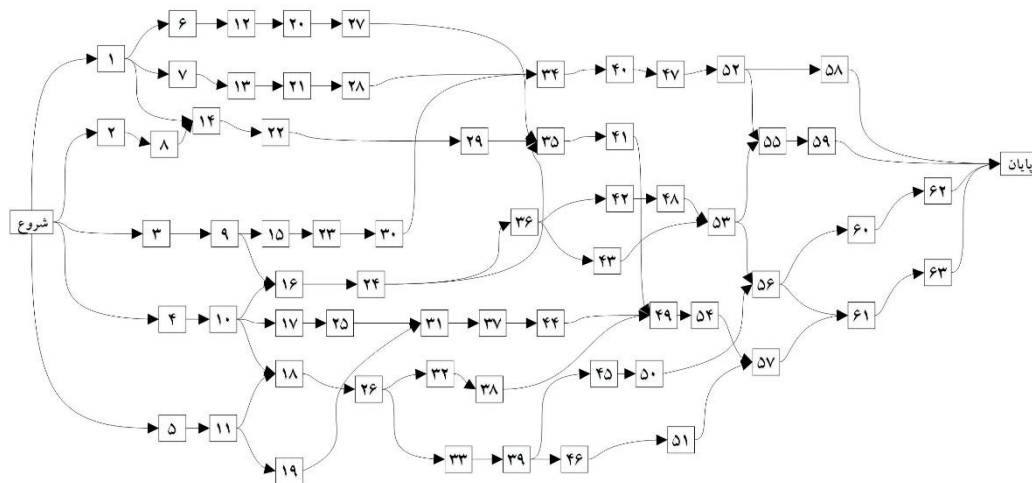 ۶ ۱۲ ۲۰ ۲۷
۱ ۷ ۱۳ ۲۱ ۲۸ ۳۴ ۴۰ ۴۷ ۵۲ ۵۸
۲ ۸ ۱۴ ۲۲ ۲۹ ۳۵ ۴۱ ۵۵ ۵۹
پایان
۳۶ ۴۲ ۴۸ ۶۲
شروع
۳ ۹ ۱۵ ۲۳ ۳۰ ۴۳ ۵۳ ۶۰
۱۶ ۲۴ ۵۶ ۶۳
۴ ۱۰ ۱۷ ۲۵ ۳۱ ۳۷ ۴۴ ۴۹ ۵۴ ۶۱
۱۸ ۲۶ ۳۲ ۳۸ ۴۵ ۵۰ ۵۷
۵ ۱۱ ۱۹ ۳۳ ۳۹ ۴۶ ۵۱